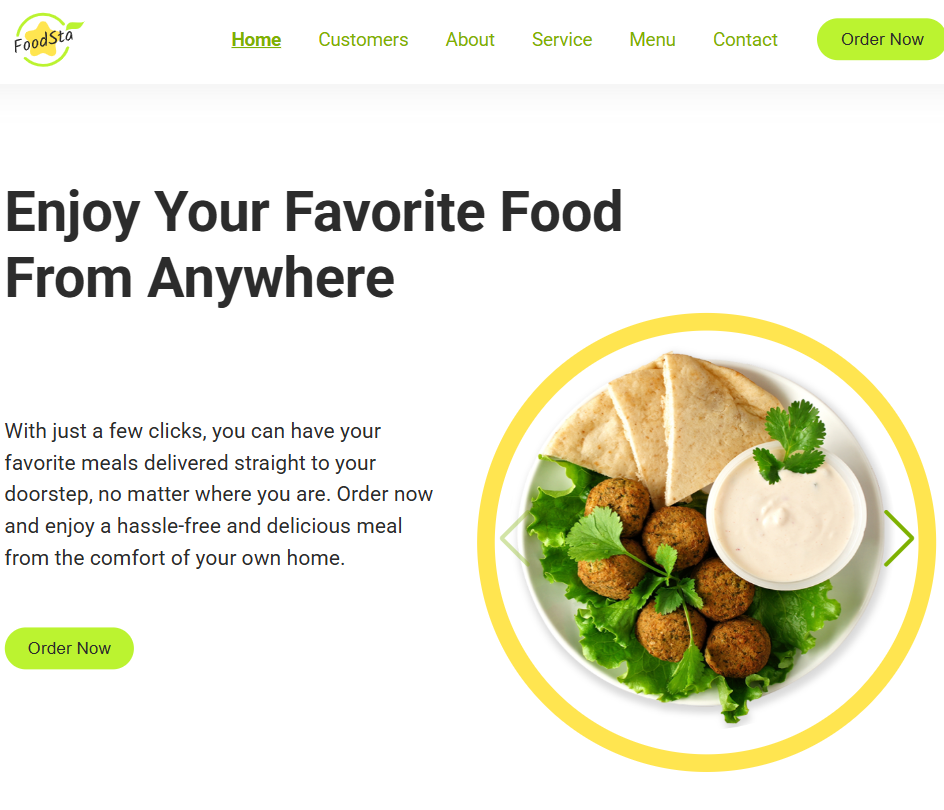 FoodSta
Home Customers About Service Menu Contact Order Now
Enjoy Your Favorite Food
From Anywhere
With just a few clicks, you can have your
favorite meals delivered straight to your
doorstep, no matter where you are. Order now
and enjoy a hassle-free and delicious meal
from the comfort of your own home.
Order Now